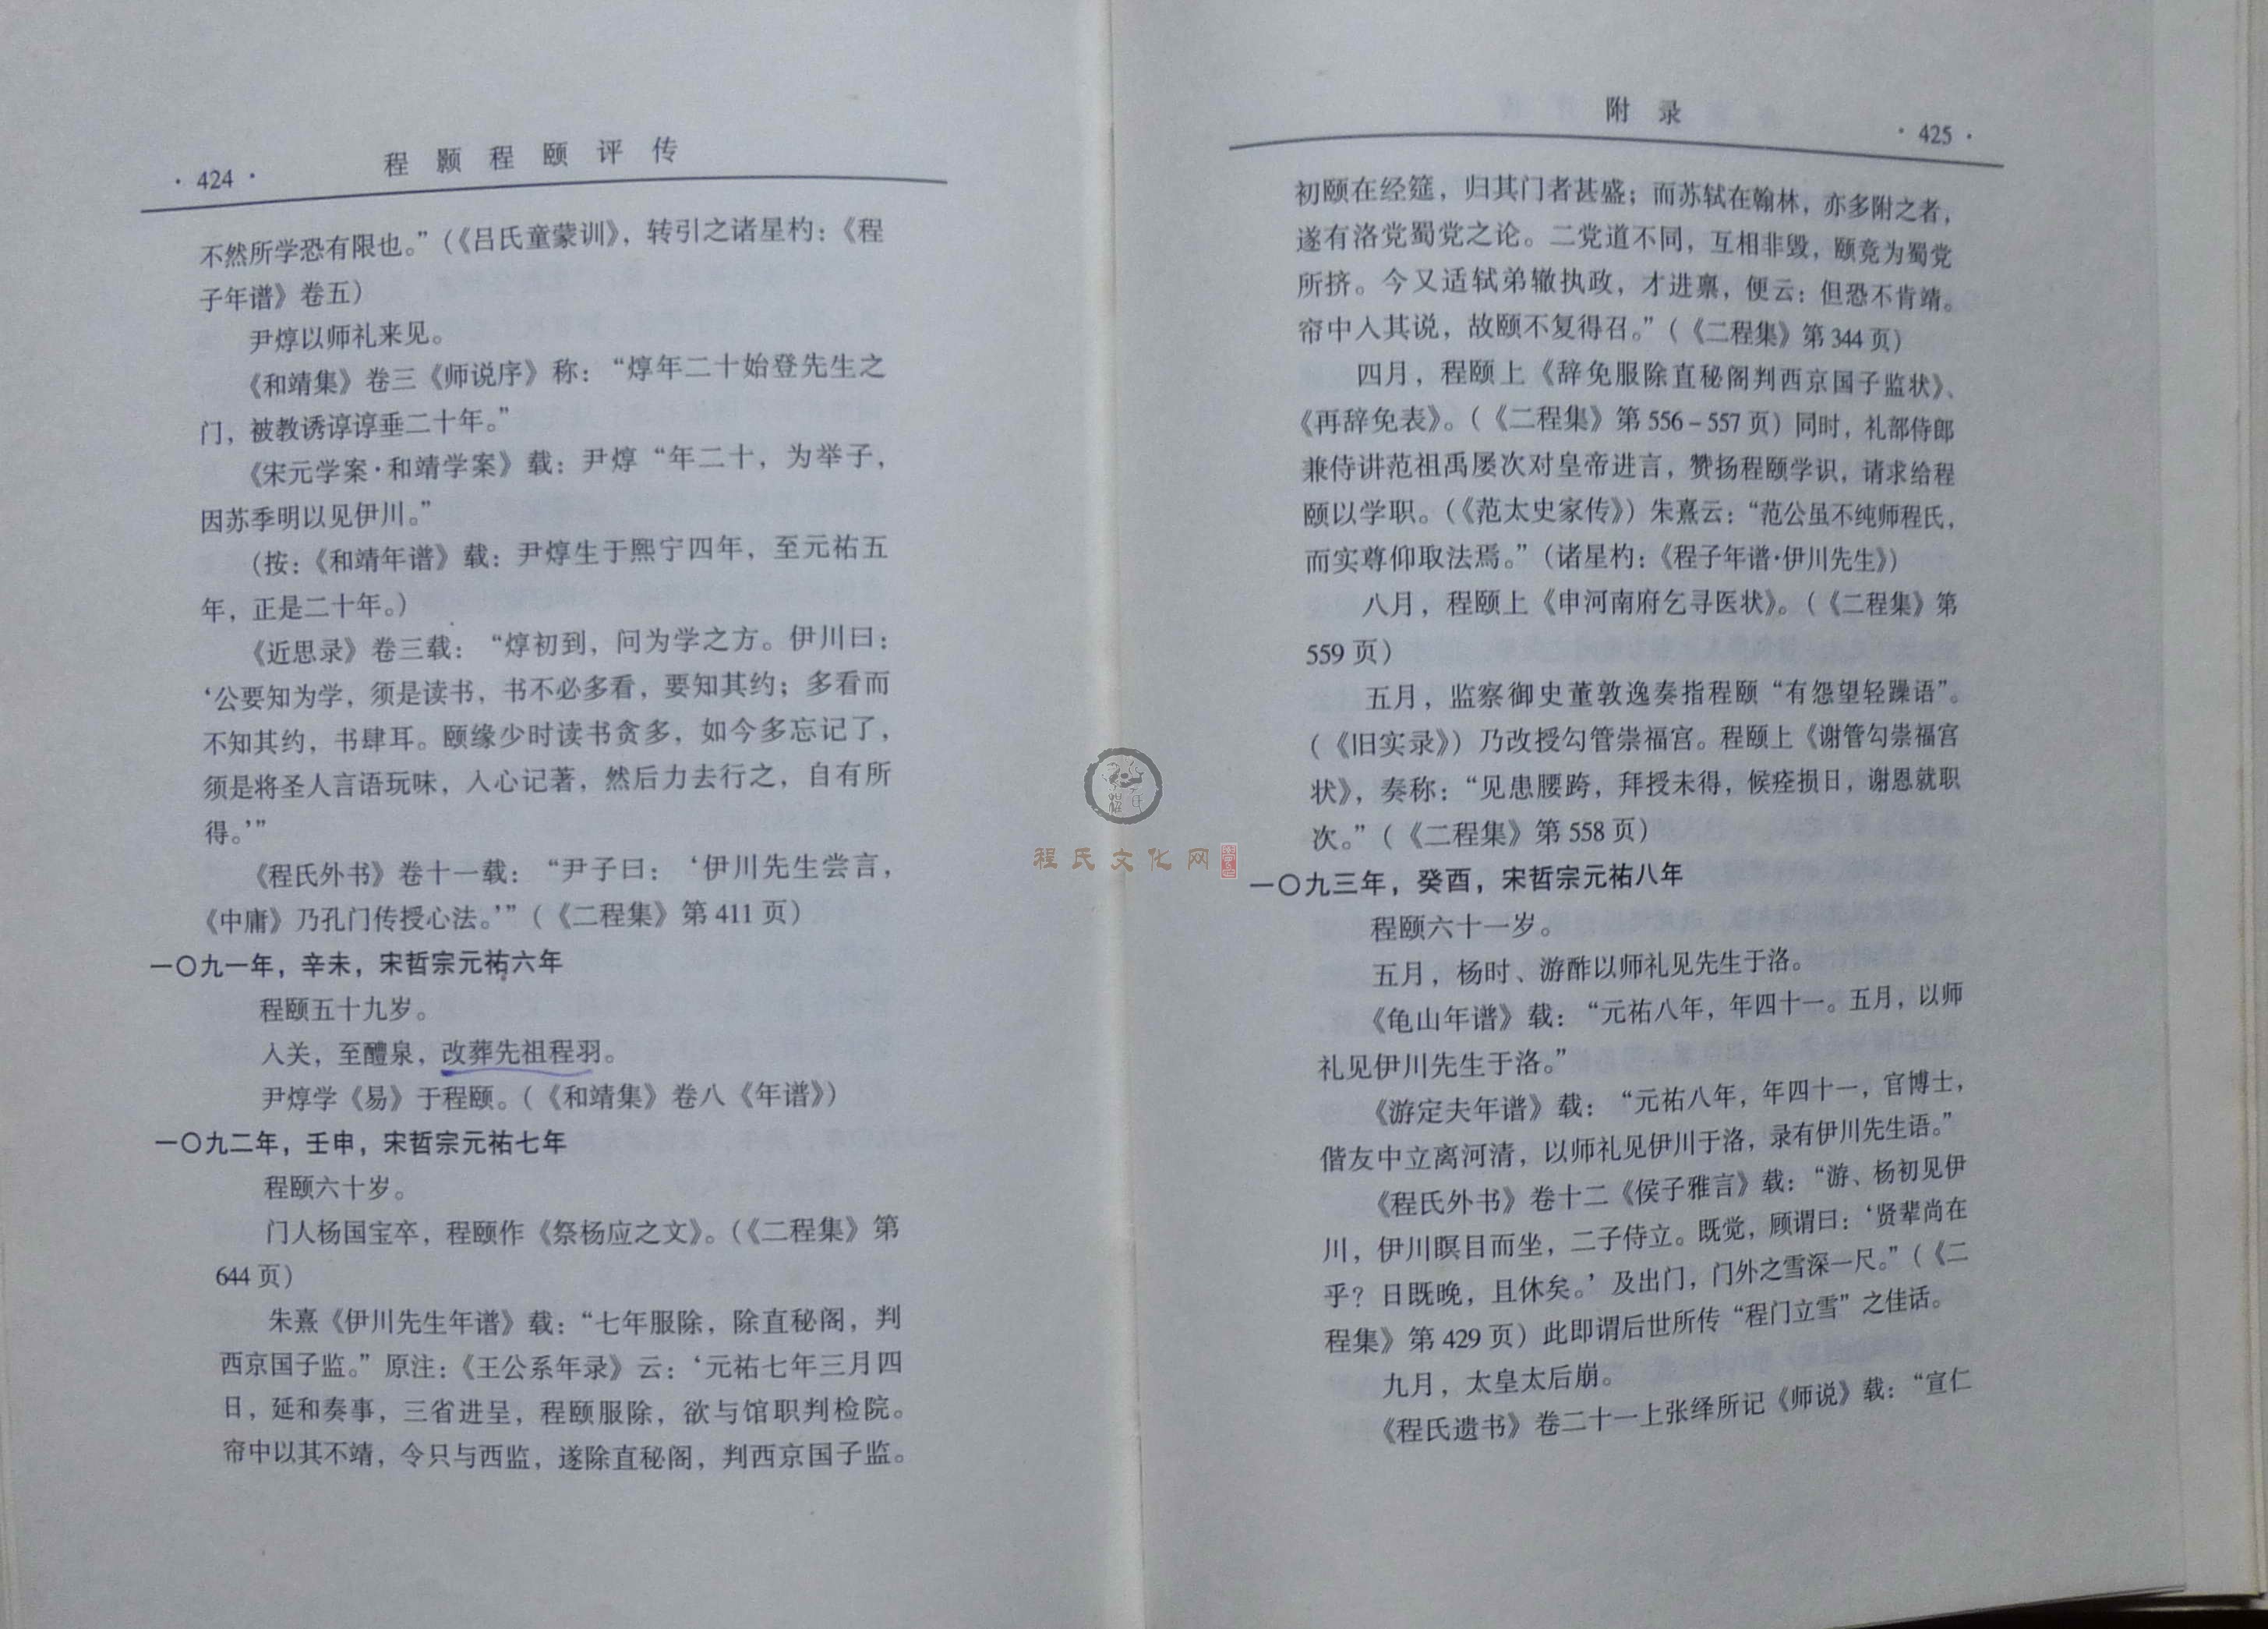 · 424 ·
程颢程颐评传
不然所学恐有限也。”(《吕氏童蒙训》，转引之诸星杓：《程
子年谱》卷五)
尹焞以师礼来见。
《和靖集》卷三《师说序》称：“焞年二十始登先生之
门，被教诱谆谆垂二十年。”
《宋元学案·和靖学案》载：尹焞“年二十，为举子，
因苏季明以见伊川。”
(按：《和靖年谱》载：尹焞生于熙宁四年，至元祐五
年，正是二十年。)
《近思录》卷三载：“焞初到，问为学之方。伊川曰：
‘公要知为学，须是读书，书不必多看，要知其约；多看而
不知其约，书肆耳。颐缘少时读书贪多，如今多忘记了，
须是将圣人言语玩味，入心记著，然后力去行之，自有所
得。’”
《程氏外书》卷十一载：“尹子曰：‘伊川先生尝言，
《中庸》乃孔门传授心法。’”(《二程集》第 411 页)
一〇九一年，辛未，宋哲宗元祐六年
程颐五十九岁。
入关，至醴泉，改葬先祖程羽。
尹焞学《易》于程颐。(《和靖集》卷八《年谱》)
一〇九二年，壬申，宋哲宗元祐七年
程颐六十岁。
门人杨国宝卒，程颐作《祭杨应之文》。(《二程集》第
644 页)
朱熹《伊川先生年谱》载：“七年服除，除直秘阁，判
西京国子监。”原注：《王公系年录》云：‘元祐七年三月四
日，延和奏事，三省进呈，程颐服除，欲与馆职判检院。
帘中以其不靖，令只与西监，遂除直秘阁，判西京国子监。
附录
· 425 ·
初颐在经筵，归其门者甚盛；而苏轼在翰林，亦多附之者，
遂有洛党蜀党之论。二党道不同，互相非毁，颐竟为蜀党
所挤。今又适轼弟辙执政，才进禀，便云：但恐不肯靖。
帘中入其说，故颐不复得召。”(《二程集》第 344 页)
四月，程颐上《辞免服除直秘阁判西京国子监状》、
《再辞免表》。(《二程集》第 556－557 页)同时，礼部侍郎
兼侍讲范祖禹屡次对皇帝进言，赞扬程颐学识，请求给程
颐以学职。(《范太史家传》)朱熹云：“范公虽不纯师程氏，
而实尊仰取法焉。”(诸星杓：《程子年谱·伊川先生》)
八月，程颐上《申河南府乞寻医状》。(《二程集》第
559 页)
五月，监察御史董敦逸奏指程颐“有怨望轻躁语”。
(《旧实录》)乃改授勾管崇福宫。程颐上《谢管勾崇福宫
状》，奏称：“见患腰跨，拜授未得，候痊损日，谢恩就职
次。”(《二程集》第 558 页)
一〇九三年，癸酉，宋哲宗元祐八年
程颐六十一岁。
五月，杨时、游酢以师礼见先生于洛。
《龟山年谱》载：“元祐八年，年四十一。五月，以师
礼见伊川先生于洛。”
《游定夫年谱》载：“元祐八年，年四十一，官博士，
偕友中立离河清，以师礼见伊川于洛，录有伊川先生语。”
《程氏外书》卷十二《侯子雅言》载：“游、杨初见伊
川，伊川瞑目而坐，二子侍立。既觉，顾谓曰：‘贤辈尚在
乎？日既晚，且休矣。’及出门，门外之雪深一尺。”(《二
程集》第 429 页)此即谓后世所传“程门立雪”之佳话。
九月，太皇太后崩。
《程氏遗书》卷二十一上张绎所记《师说》载：“宣仁
程氏文化网